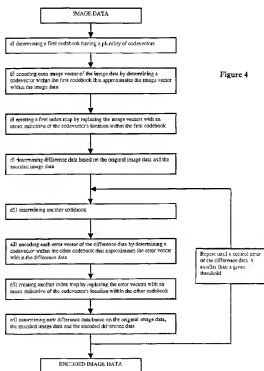 IMAGE DATA
a) determining a first codebook having a plurality of codevectors
Figure 4
b) encoding each image vector of the image data by determining a
codevector within the first codebook that approximates the image vector
within the image data
c) creating a first index map by replacing the image vectors with an
index indicative of the codevector's location within the first codebook
determining difference data based on the original image data and the
encoded image data
determining another codebook
encoding each error vector of the difference data by determining a
codevector within the other codebook that approximates the error vector
within the difference data
creating another index map by replacing the error vectors with an
index indicative of the codevector's location within the other codebook
determining new difference data based on the original image data,
the encoded image data and the encoded difference data
Repeat until a control error
of the difference data is
smaller than a given
threshold
ENCODED IMAGE DATA